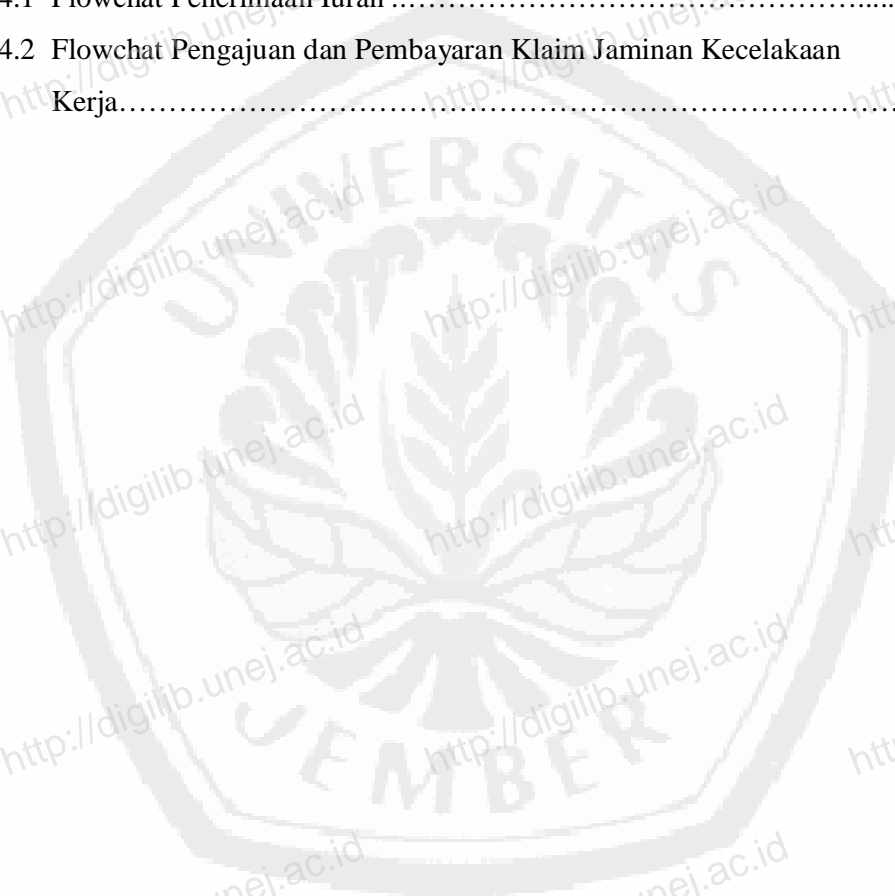 4.1 Flowchat Penerimaan Iuran ..……………………………………….....
4.2 Flowchat Pengajuan dan Pembayaran Klaim Jaminan Kecelakaan
Kerja……………………………………………………………………
UNIVERSITAS
JEMBER
http://digilib.unej.ac.id
http://digilib.unej.ac.id
http://digilib.unej.ac.id
http://digilib.unej.ac.id
http://digilib.unej.ac.id
http://digilib.unej.ac.id
http://digilib.unej.ac.id
http://digilib.unej.ac.id